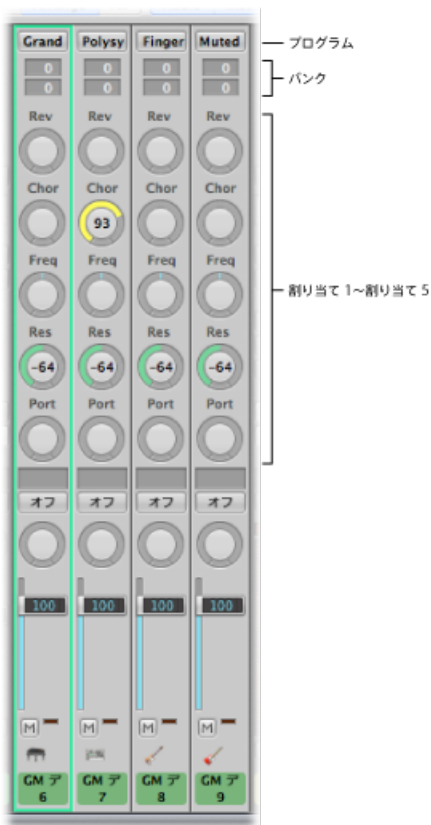 Grand Polysy Finger Muted プログラム
0 0 0 0
0 0 0 0
バンク
Rev Rev Rev Rev
Chor Chor Chor Chor
93
Freq Freq Freq Freq
割り当て 1〜割り当て 5
Res Res Res Res
-64 -64 -64 -64
Port Port Port Port
オフ オフ オフ オフ
100 100 100 100
M M M M
GM デ GM デ GM デ GM デ
6 7 8 9